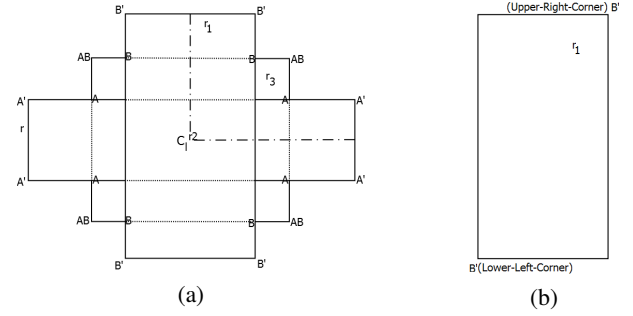 B'
B'
(Upper-Right-Corner) B'
r1
r1
AB
B
B
AB
r3
A'
A
A
A'
r
C
l
r2
A'
A
A
A'
AB
B
B
AB
B'
B'
B'(Lower-Left-Corner)
(a)
(b)